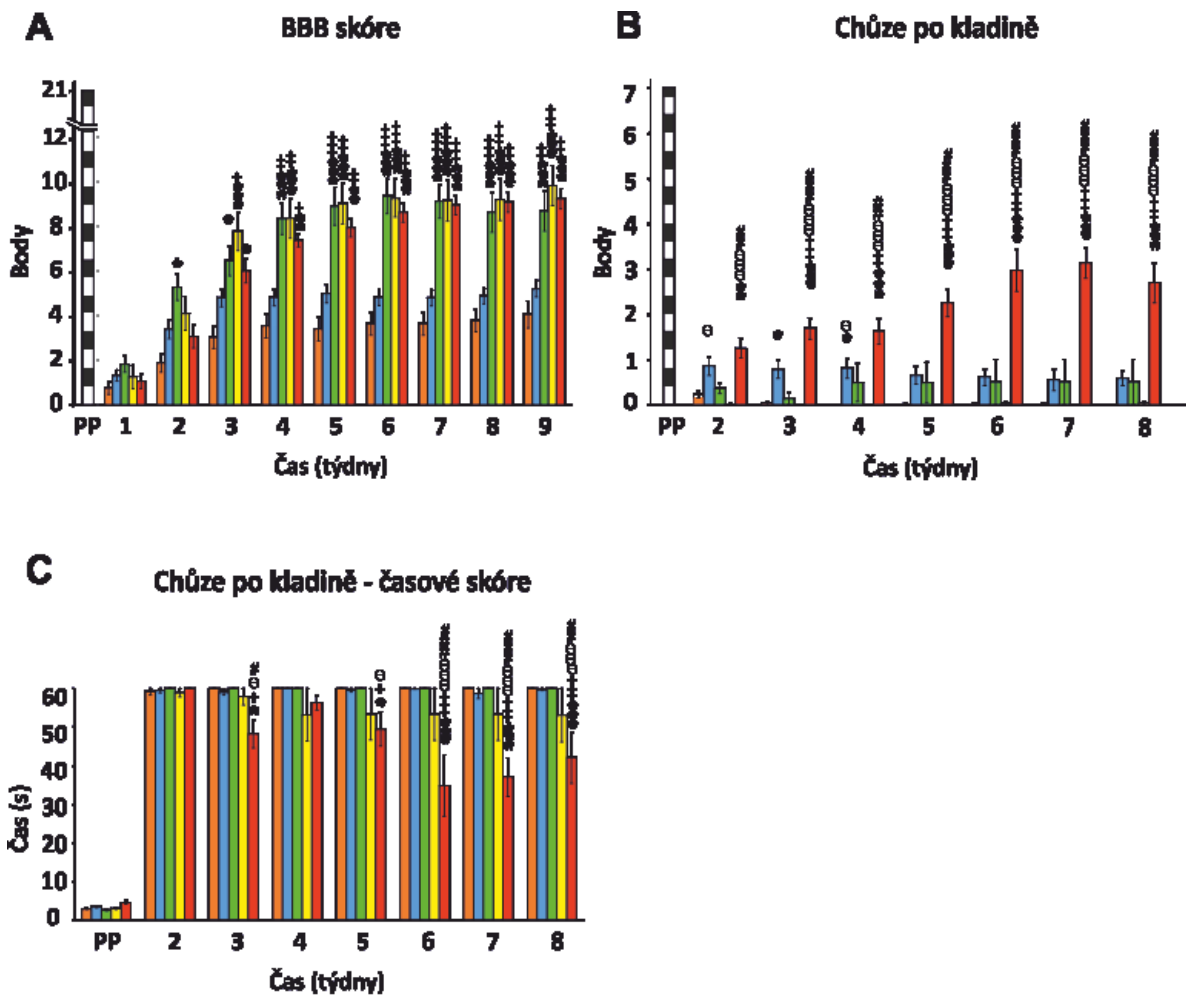 A
BBB skóre
21
12
10
8
6
4
2
0
Body
PP 1 2 3 4 5 6 7 8 9
Čas (týdny)
B
Chůze po kladině
7
6
5
4
3
2
1
0
Body
PP 2 3 4 5 6 7 8
Čas (týdny)
C
Chůze po kladině - časové skóre
60
50
40
30
20
10
0
Čas (s)
PP 2 3 4 5 6 7 8
Čas (týdny)